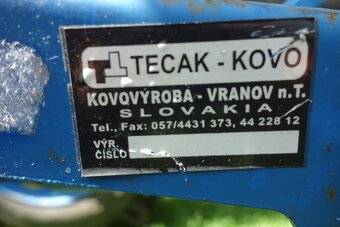 TECAK - KOVO
KOVOVÝROBA - VRANOV n.T.
SLOVAKIA
Tel., Fax: 057/4431 373, 44 228 12
VÝR.
ČÍSLO